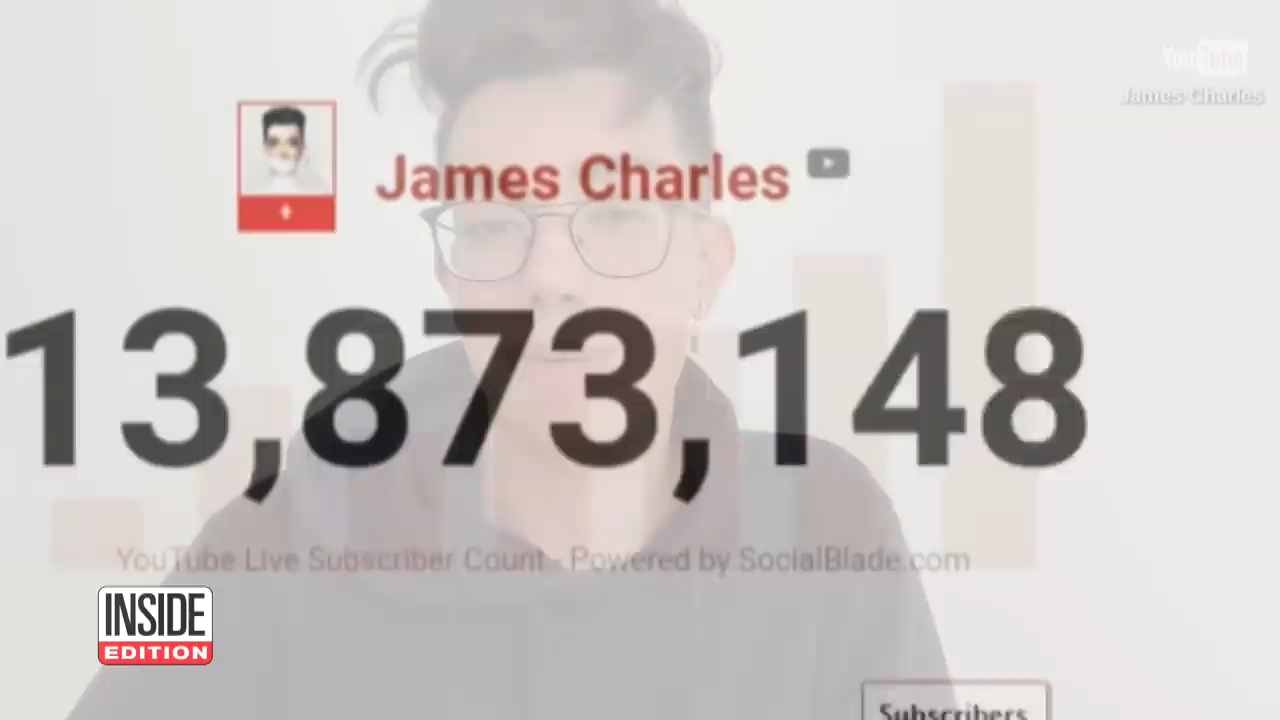 YouTube
James Charles
James Charles
13,873,148
YouTube Live Subscriber Count - Powered by SocialBlade.com
INSIDE
EDITION
Subscribers